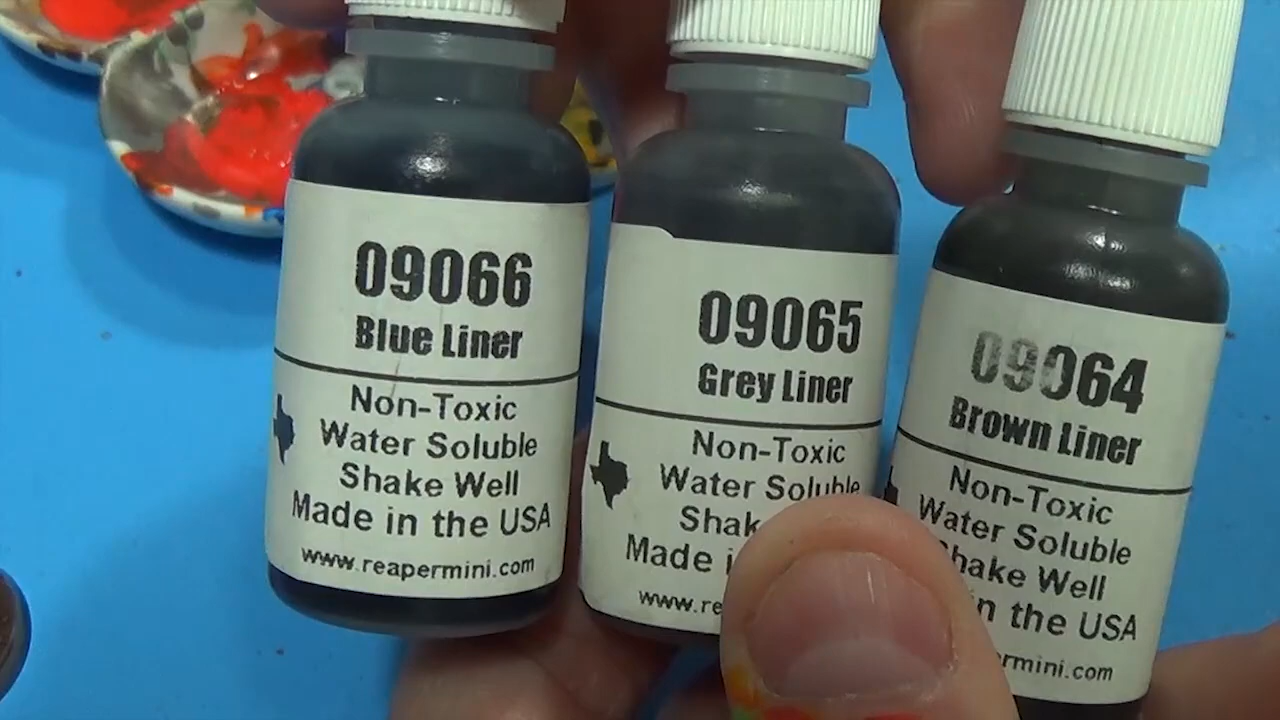 09066
Blue Liner
Non-Toxic
Water Soluble
Shake Well
Made in the USA
www.reapermini.com
09065
Grey Liner
Non-Toxic
Water Soluble
Shak
Made
www.re
09064
Brown Liner
Non-Toxic
Water Soluble
hake Well
n the USA
rmini.com